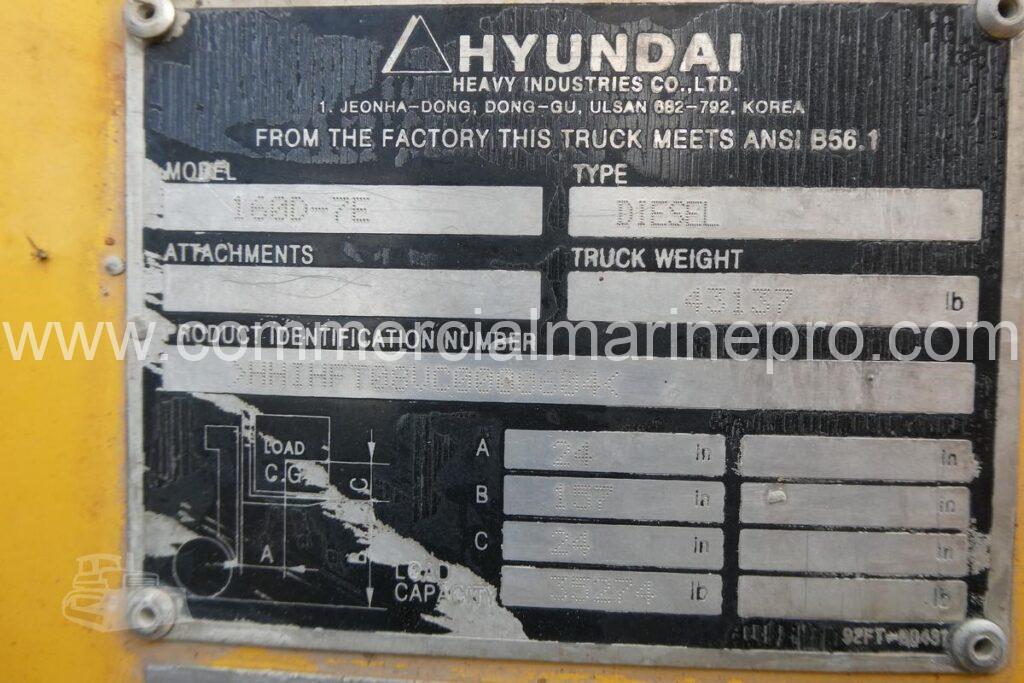 HYUNDAI
HEAVY INDUSTRIES CO.,LTD.
1. JEONHA-DONG, DONG-GU, ULSAN 682-792, KOREA
FROM THE FACTORY THIS TRUCK MEETS ANSI B56.1
MODEL TYPE
160D-7E DIESEL
ATTACHMENTS TRUCK WEIGHT
43137 lb
www.commercialmarinepro.com
RODUCT IDENTIFICATION NUMBER
LOAD
C.G
A 24 in in
B 157 in in
C 24 in in
LOAD
CAPACITY 35274 lb lb
A
B
C